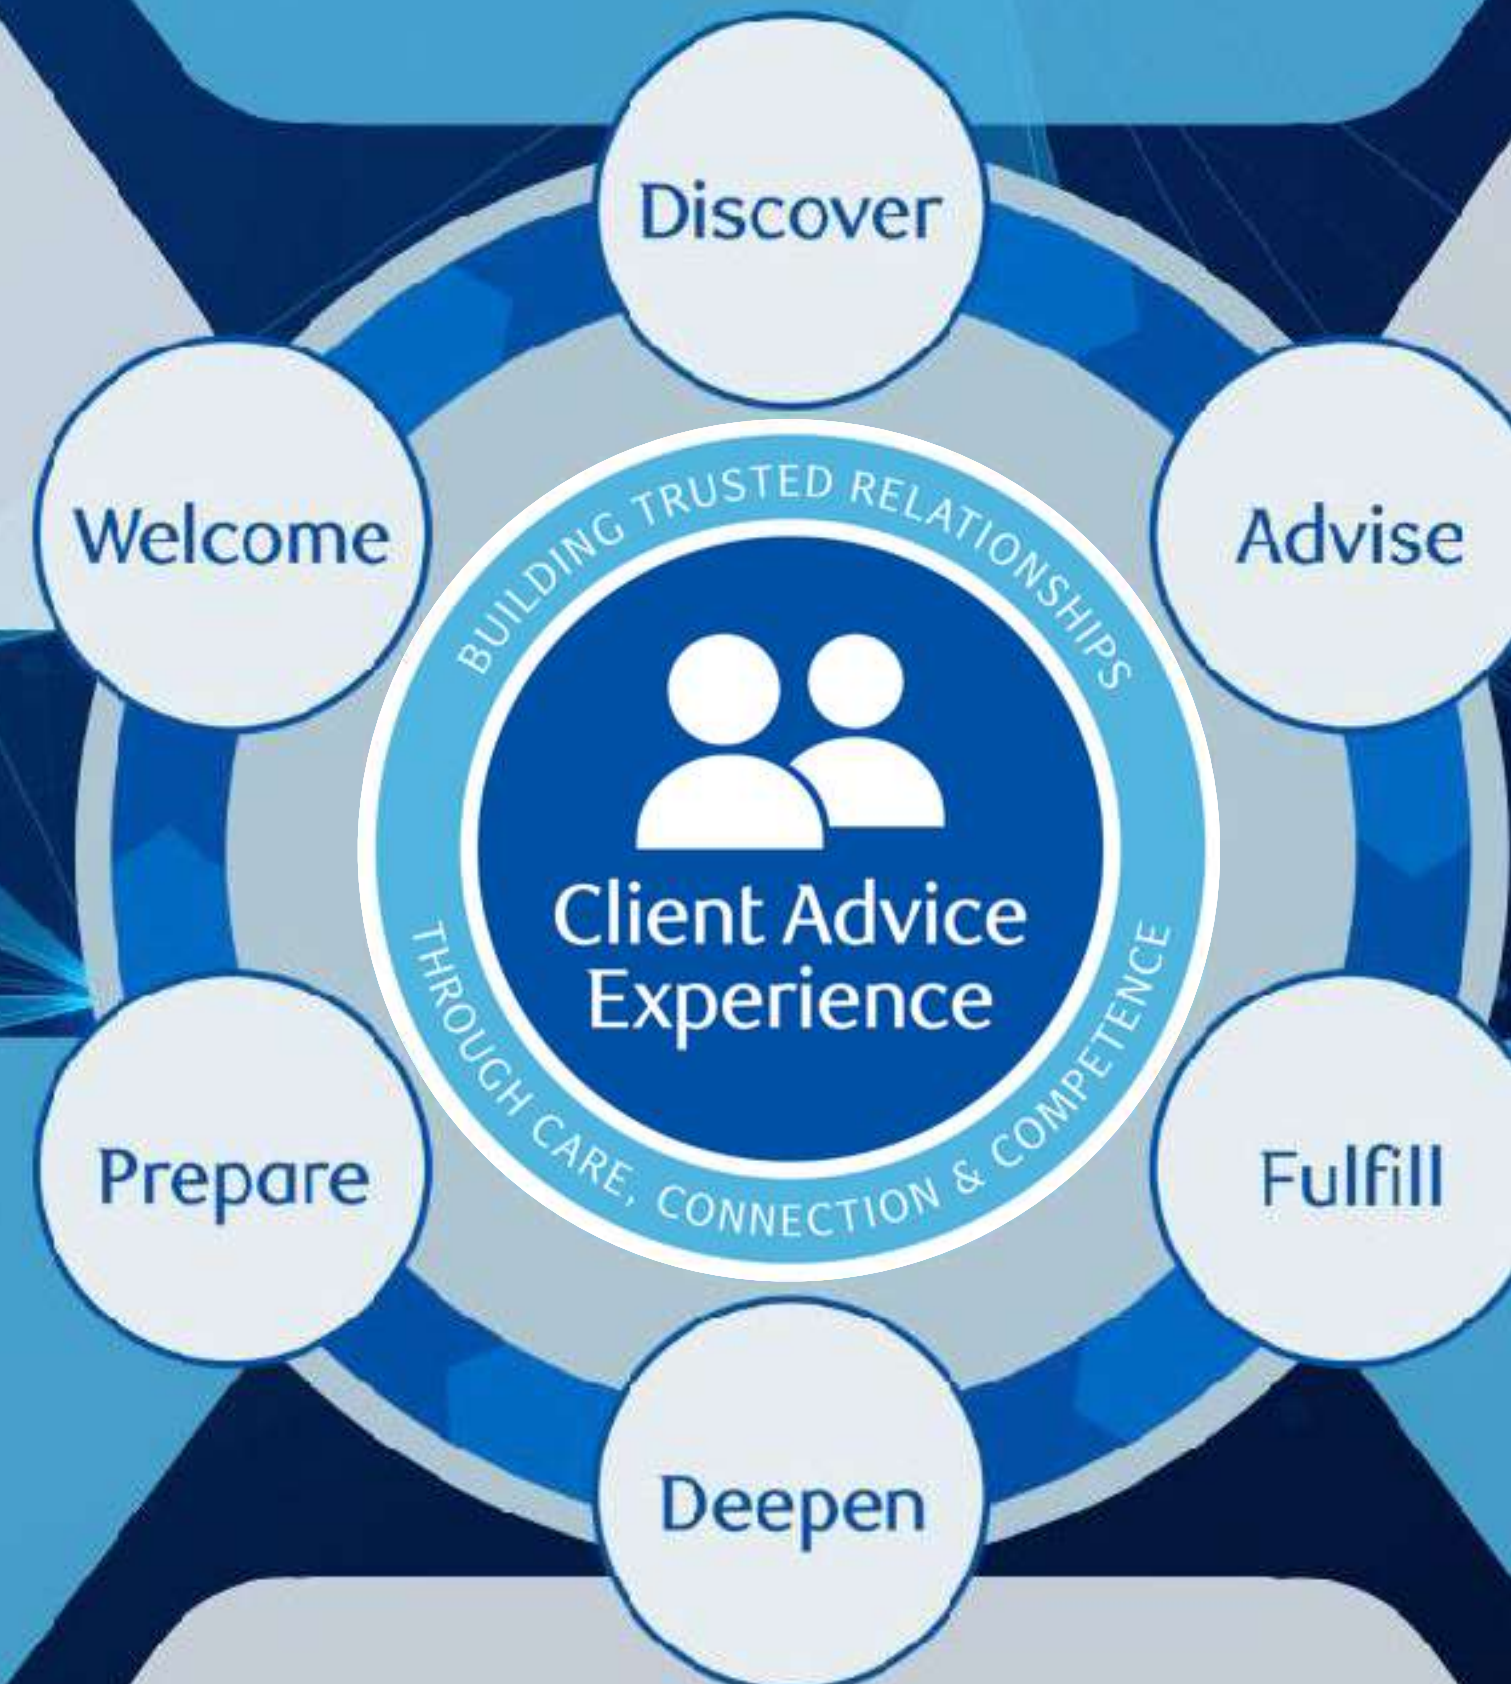 Discover
Welcome
Advise
BUILDING TRUSTED RELATIONSHIPS
Client Advice
Experience
THROUGH CARE, CONNECTION & COMPETENCE
Prepare
Fulfill
Deepen